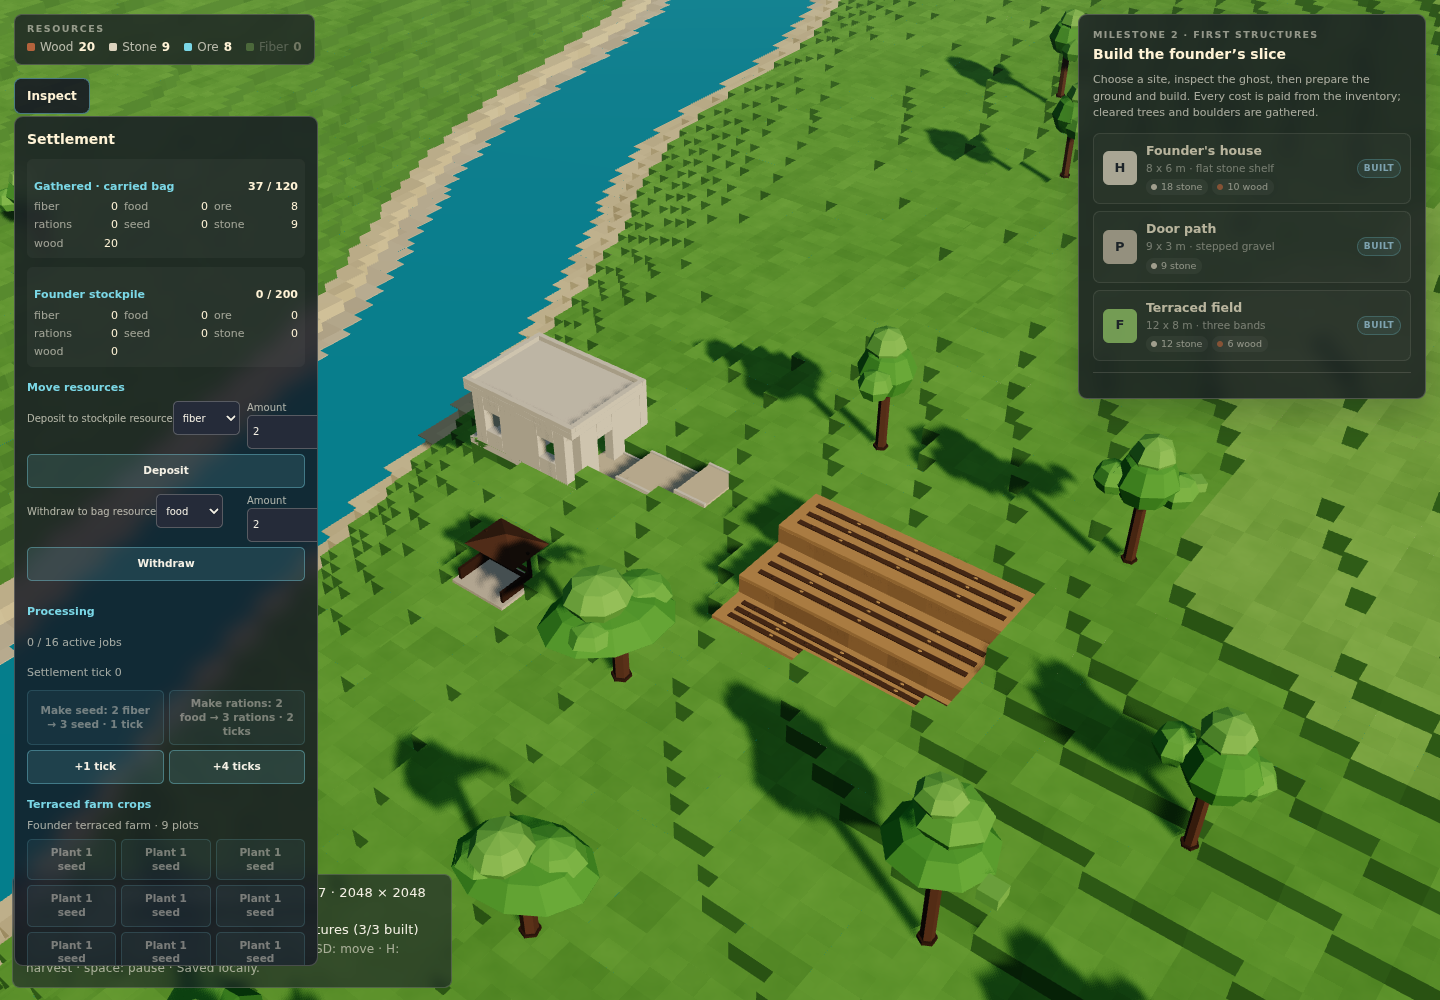 RESOURCES
Wood 20 Stone 9 Ore 8 Fiber 0
Inspect
Settlement
Gathered · carried bag 37 / 120
fiber 0 food 0 ore 8
rations 0 seed 0 stone 9
wood 20
Founder stockpile 0 / 200
fiber 0 food 0 ore 0
rations 0 seed 0 stone 0
wood 0
Move resources
Deposit to stockpile resource fiber Amount 2
Deposit
Withdraw to bag resource food Amount 2
Withdraw
Processing
0 / 16 active jobs
Settlement tick 0
Make seed: 2 fiber → 3 seed · 1 tick
Make rations: 2 food → 3 rations · 2 ticks
+1 tick +4 ticks
Terraced farm crops
Founder terraced farm · 9 plots
Plant 1 seed Plant 1 seed Plant 1 seed
Plant 1 seed Plant 1 seed Plant 1 seed
Plant 1 seed Plant 1 seed Plant 1 seed
7 · 2048 × 2048
tures (3/3 built)
SD: move · H:
harvest · space: pause · Saved locally.
MILESTONE 2 · FIRST STRUCTURES
Build the founder’s slice
Choose a site, inspect the ghost, then prepare the
ground and build. Every cost is paid from the inventory;
cleared trees and boulders are gathered.
H Founder's house
8 x 6 m · flat stone shelf
18 stone 10 wood
BUILT
P Door path
9 x 3 m · stepped gravel
9 stone
BUILT
F Terraced field
12 x 8 m · three bands
12 stone 6 wood
BUILT